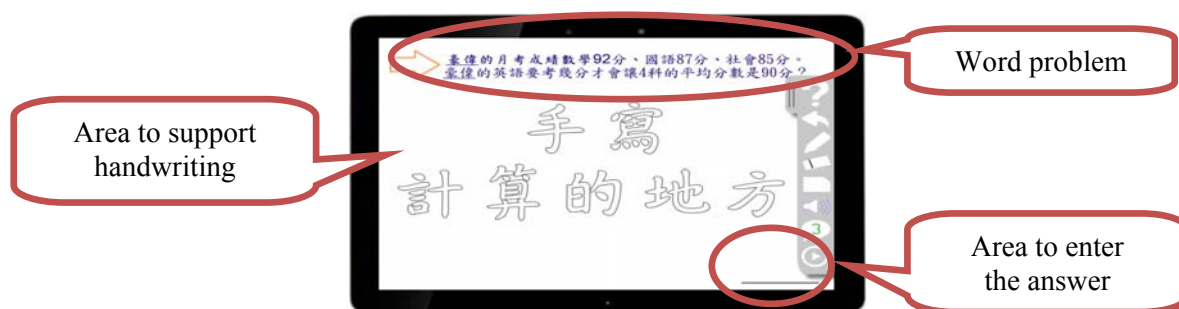 豪偉的月考成績數學92分、國語87分、社會85分。
豪偉的英語要考幾分才會讓4科的平均分數是90分？
Word problem
Area to support
handwriting
手寫
計算的地方
?
3
Area to enter
the answer